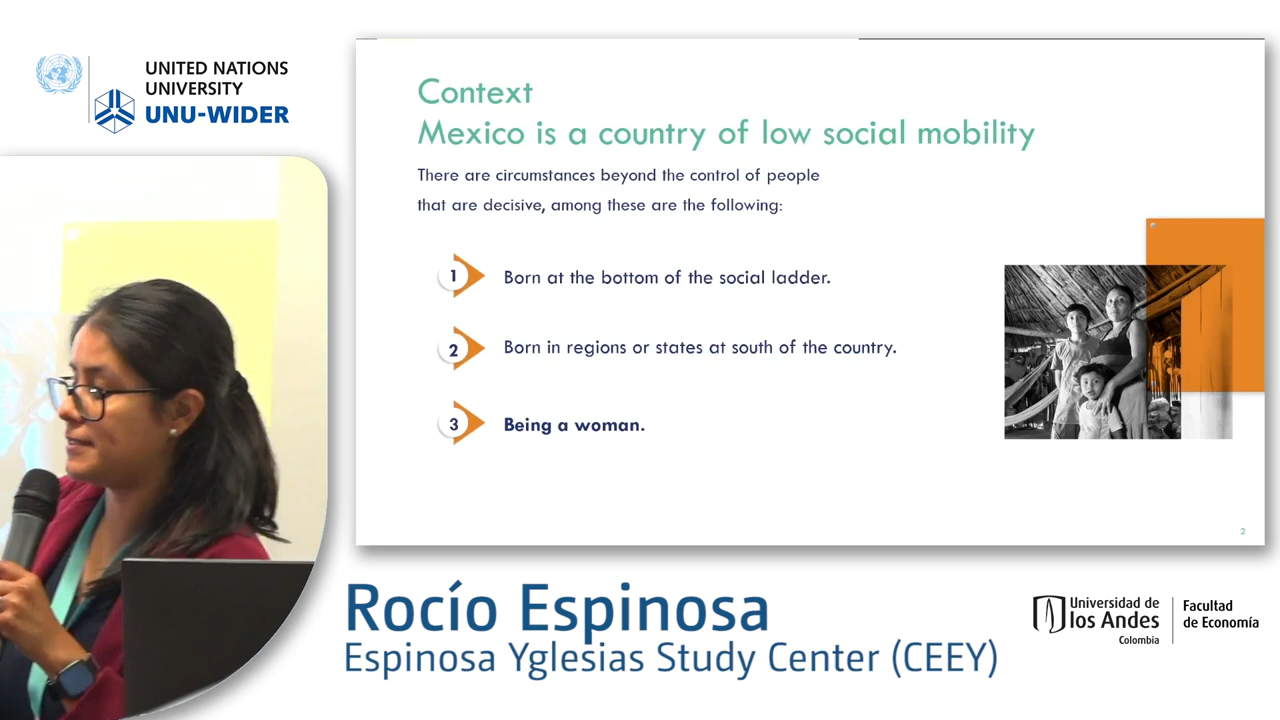 UNITED NATIONS
UNIVERSITY
UNU-WIDER
Context
Mexico is a country of low social mobility
There are circumstances beyond the control of people
that are decisive, among these are the following:
1 Born at the bottom of the social ladder.
2 Born in regions or states at south of the country.
3 Being a woman.
2
Rocío Espinosa
Espinosa Yglesias Study Center (CEEY)
Universidad de
los Andes
Colombia
Facultad
de Economía